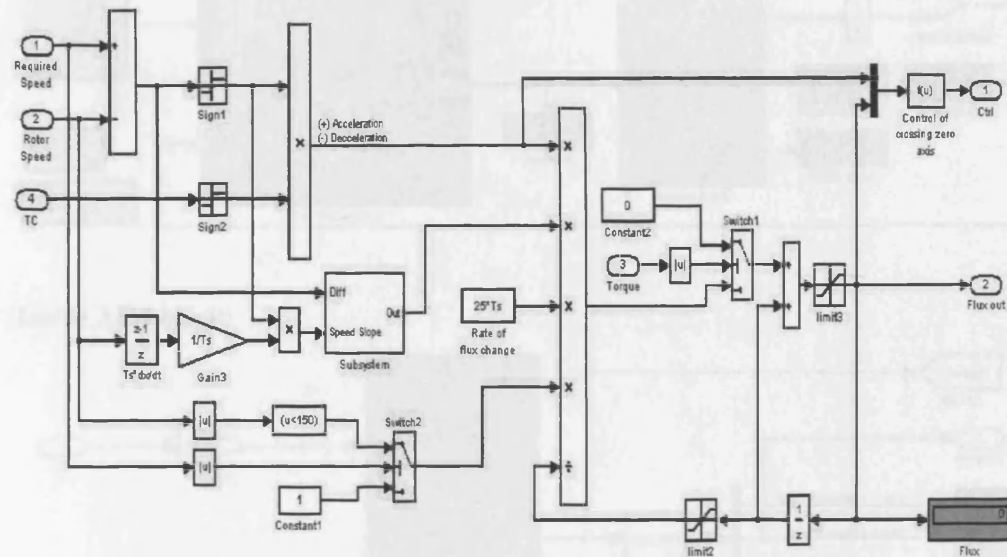 1
Required
Speed
2
Rotor
Speed
4
TC
+
-
Sign1
Sign2
×
(+) Acceleration
(-) Decceleration
z-1
z
Ts*dx/dt
1/Ts
Gain3
×
Diff
Speed Slope
Out
Subsystem
|u|
(u<150)
|u|
1
Constant1
Switch2
25*Ts
Rate of
flux change
×
×
×
×
÷
0
Constant2
3
Torque
|u|
Switch1
+
+
limit3
f(u)
Control of
crossing zero
axis
1
Ctrl
2
Flux out
limit2
1
z
0
Flux